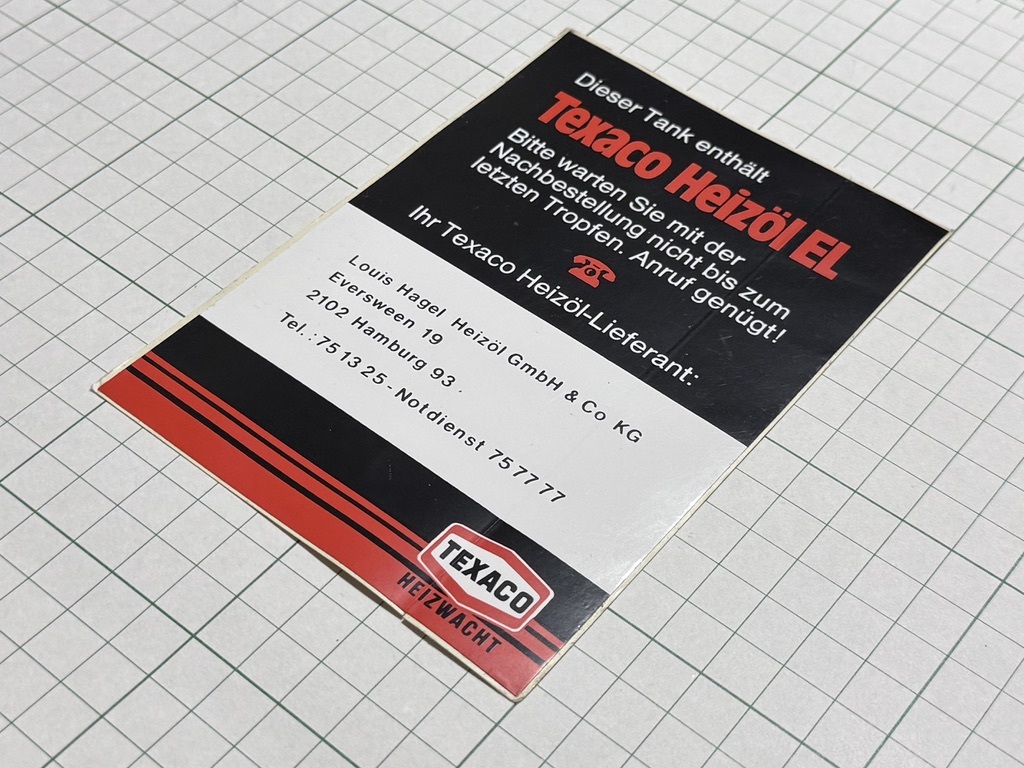 Dieser Tank enthält
Texaco Heizöl EL
Bitte warten Sie mit der
Nachbestellung nicht bis zum
letzten Tropfen. Anruf genügt!
Ihr Texaco Heizöl-Lieferant:
Louis Hagel Heizöl GmbH & Co KG
Eversween 19
2102 Hamburg 93.
Tel.:75 13 25 - Notdienst 75 77 77
TEXACO
HEIZWACHT